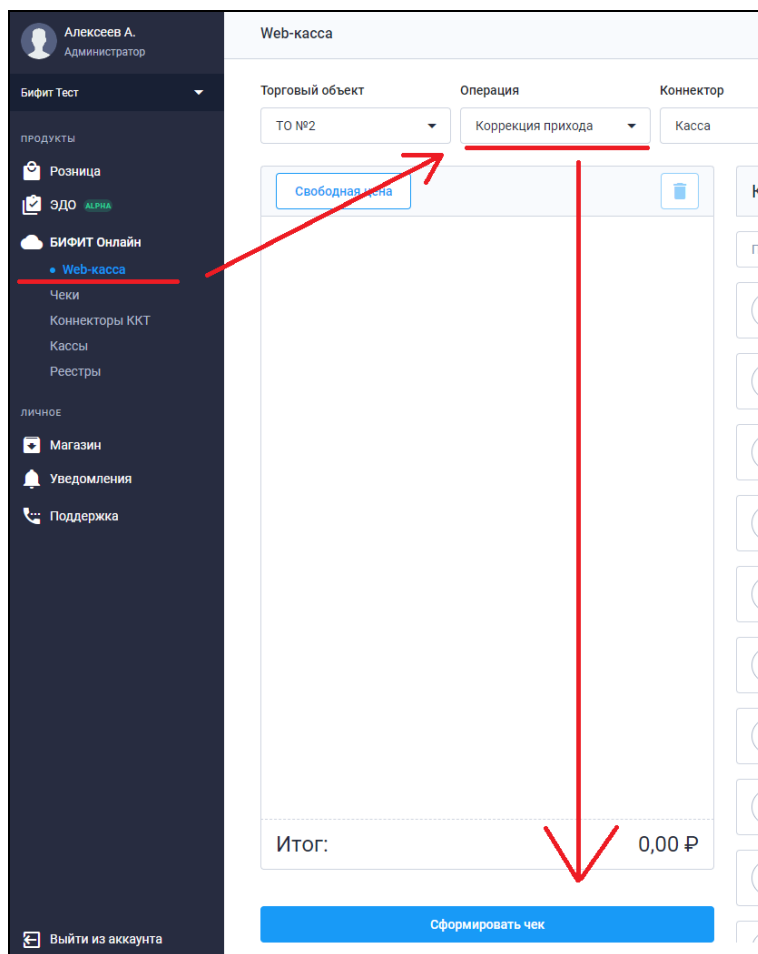 Алексеев А.
Администратор
Бифит Тест
ПРОДУКТЫ
Розница
ЭДО ALPHA
БИФИТ Онлайн
Web-касса
Чеки
Коннекторы ККТ
Кассы
Реестры
ЛИЧНОЕ
Магазин
Уведомления
Поддержка
Выйти из аккаунта
Web-касса
Торговый объект Операция Коннектор
ТО №2 Коррекция прихода Касса
Свободная цена
Итог: 0,00 ₽
Сформировать чек